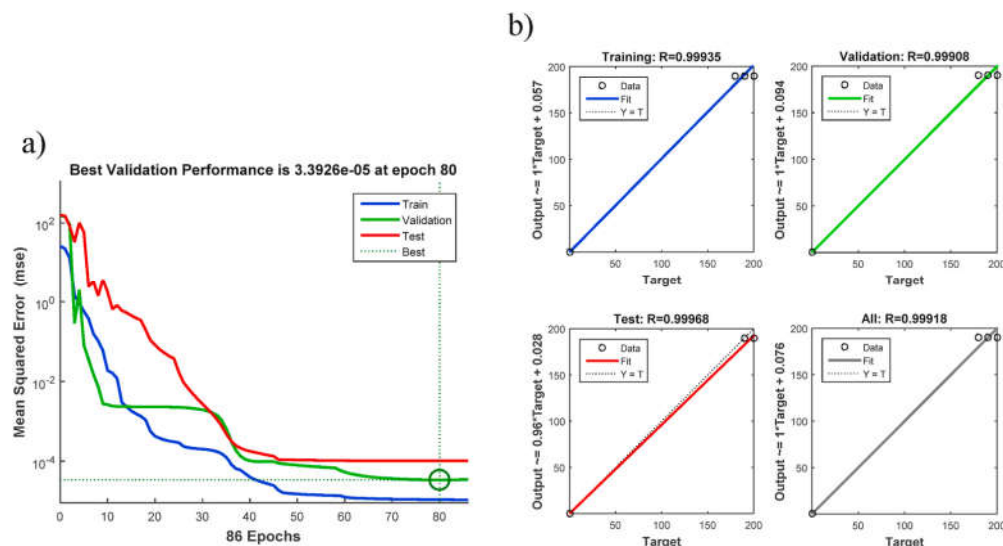 a)
Best Validation Performance is 3.3926e-05 at epoch 80
Mean Squared Error (mse)
10^2
10^0
10^-2
10^-4
Train
Validation
Test
Best
0 10 20 30 40 50 60 70 80
86 Epochs
b)
Training: R=0.99935
Output ~= 1*Target + 0.057
200
150
100
50
Data
Fit
Y = T
50 100 150 200
Target
Validation: R=0.99908
Output ~= 1*Target + 0.094
200
150
100
50
Data
Fit
Y = T
50 100 150 200
Target
Test: R=0.99968
Output ~= 0.96*Target + 0.028
200
150
100
50
Data
Fit
Y = T
50 100 150 200
Target
All: R=0.99918
Output ~= 1*Target + 0.076
200
150
100
50
Data
Fit
Y = T
50 100 150 200
Target